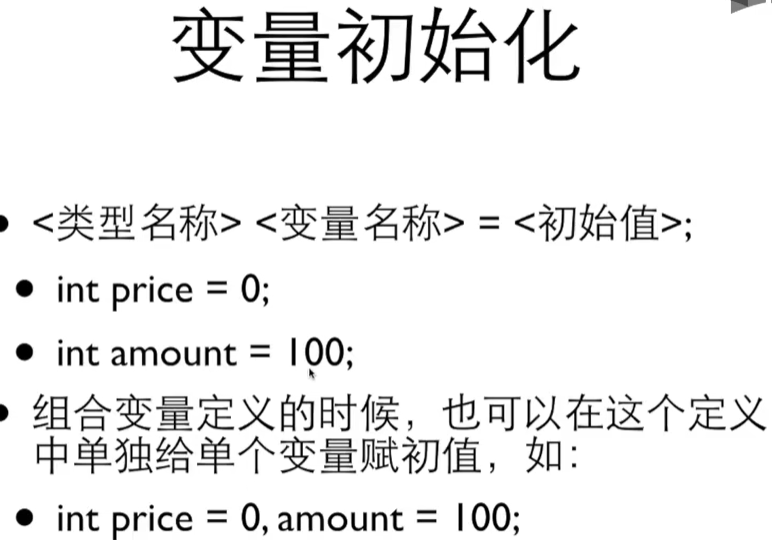 变量初始化
<类型名称> <变量名称> = <初始值>;
int price = 0;
int amount = 100;
组合变量定义的时候，也可以在这个定义
中单独给单个变量赋初值，如：
int price = 0, amount = 100;